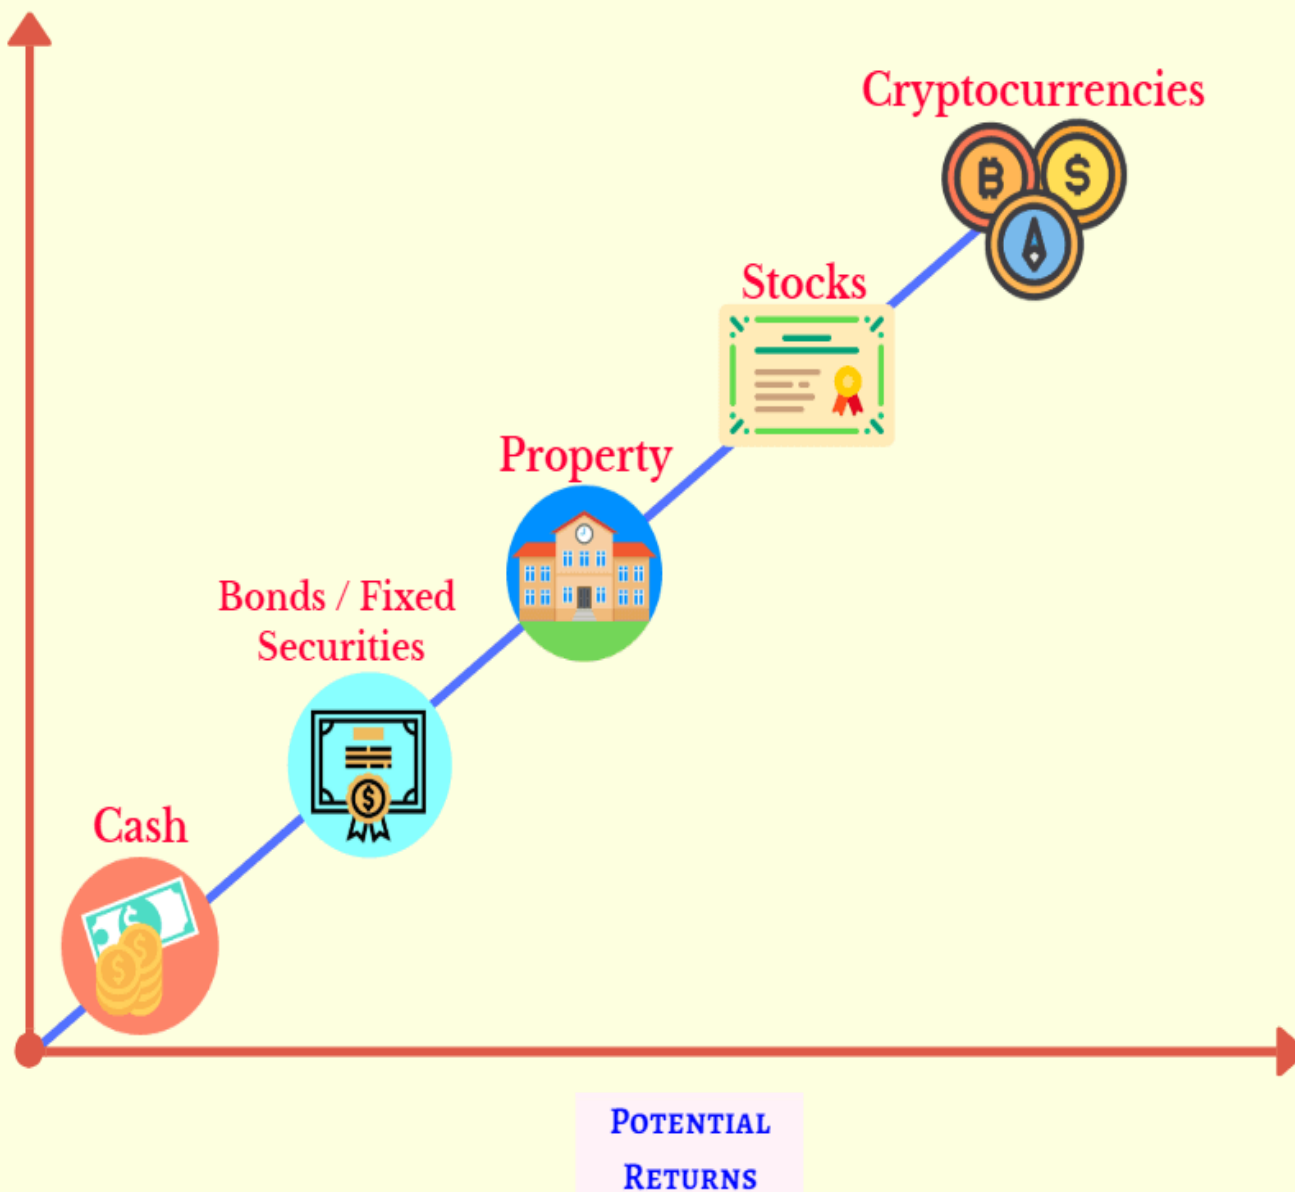 Cryptocurrencies
Stocks
Property
Bonds / Fixed
Securities
Cash
Potential
Returns